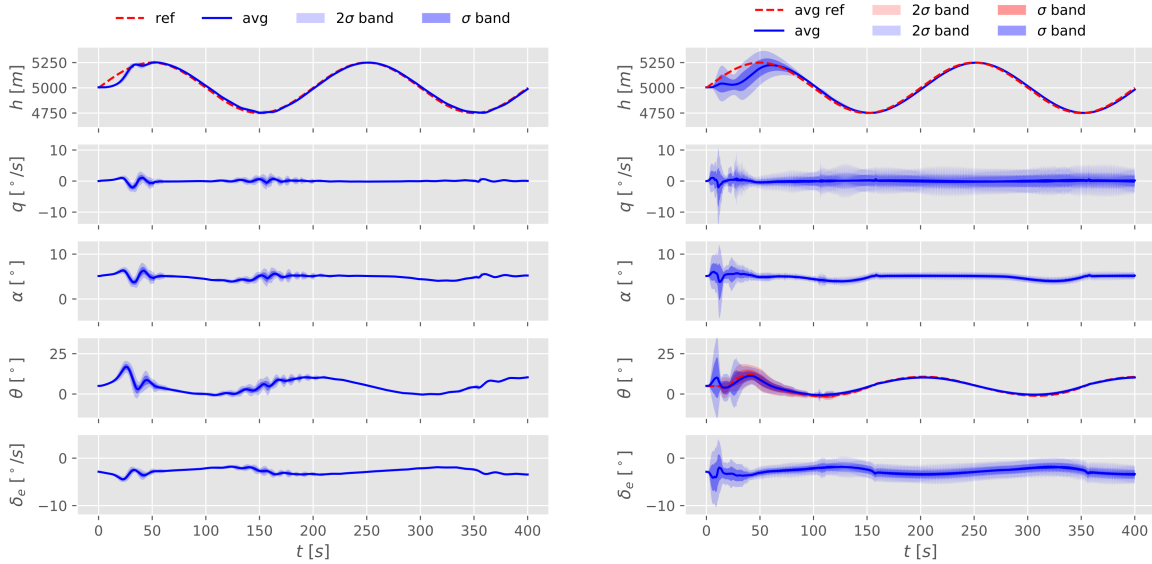 ref avg 2σ band σ band
5250
5000
4750
h [m]
10
0
−10
q [°/s]
10
0
α [°]
25
0
θ [°]
0
−10
δe [°/s]
0 50 100 150 200 250 300 350 400
t [s]
avg ref 2σ band σ band
avg 2σ band σ band
5250
5000
4750
h [m]
10
0
−10
q [°/s]
10
0
α [°]
25
0
θ [°]
0
−10
δe [°]
0 50 100 150 200 250 300 350 400
t [s]